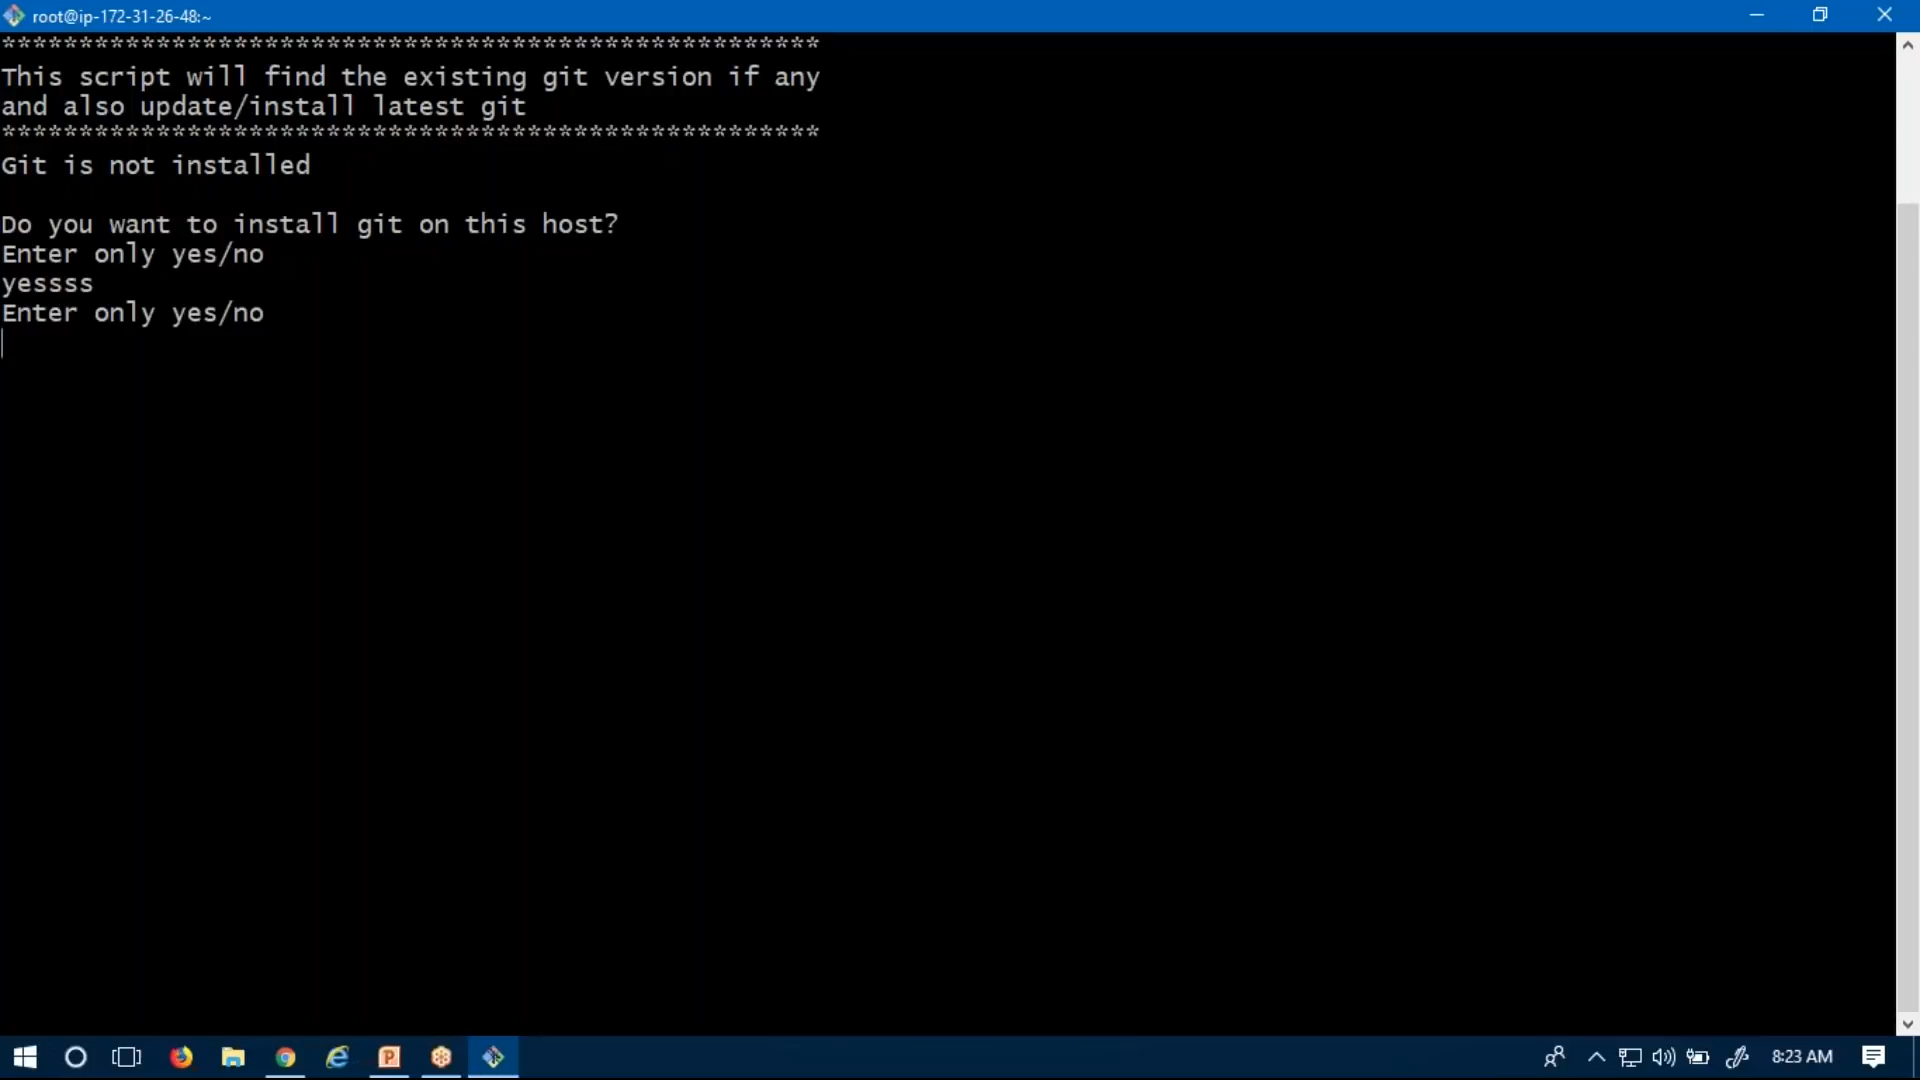 root@ip-172-31-26-48:~
*****************************************************
This script will find the existing git version if any
and also update/install latest git
*****************************************************
Git is not installed
Do you want to install git on this host?
Enter only yes/no
yessss
Enter only yes/no
8:23 AM